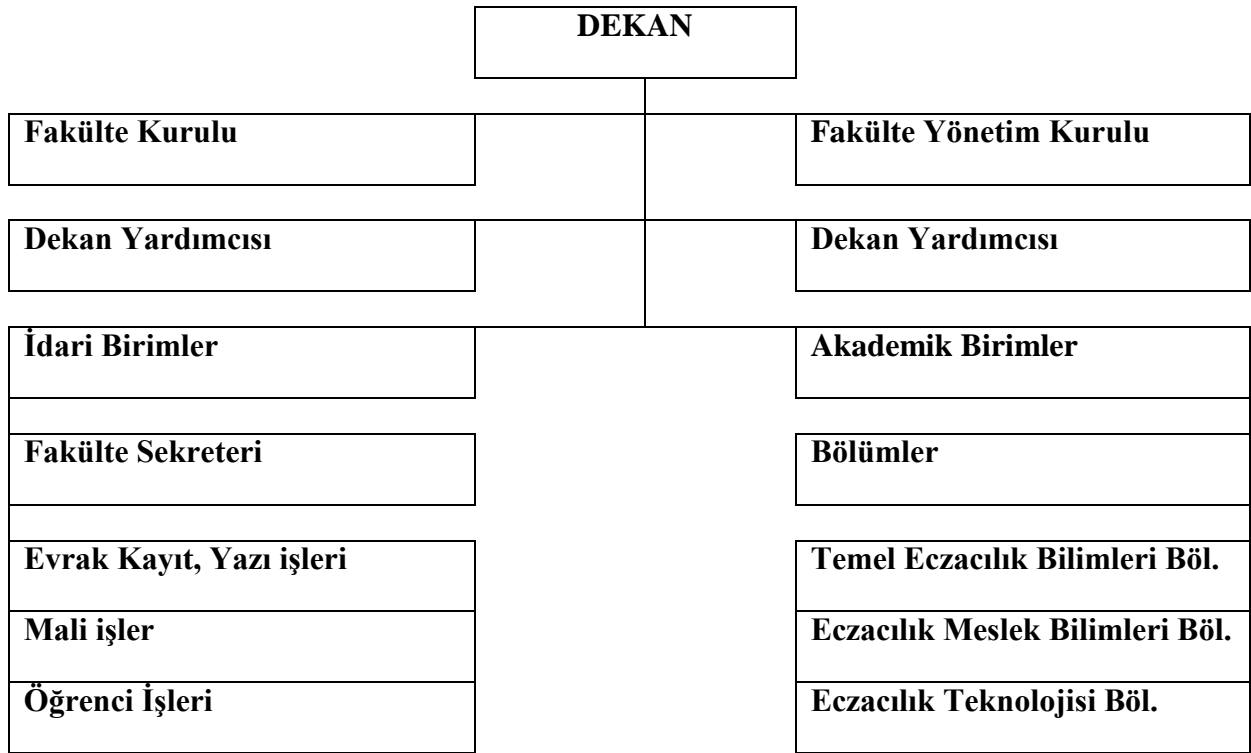 DEKAN
Fakülte Kurulu
Fakülte Yönetim Kurulu
Dekan Yardımcısı
Dekan Yardımcısı
İdari Birimler
Akademik Birimler
Fakülte Sekreteri
Bölümler
Evrak Kayıt, Yazı işleri
Temel Eczacılık Bilimleri Böl.
Mali işler
Eczacılık Meslek Bilimleri Böl.
Öğrenci İşleri
Eczacılık Teknolojisi Böl.